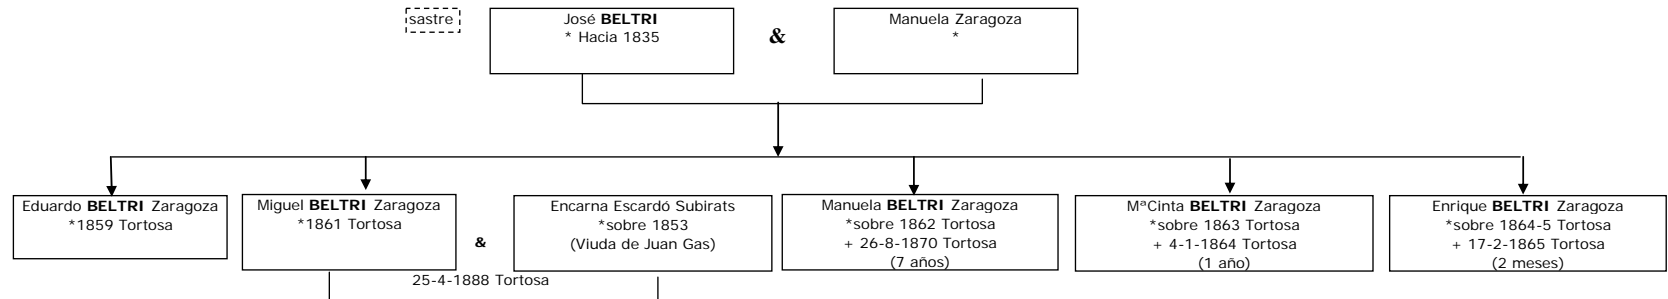 sastre
José BELTRI
* Hacia 1835
&
Manuela Zaragoza
*
Eduardo BELTRI Zaragoza
*1859 Tortosa
Miguel BELTRI Zaragoza
*1861 Tortosa
&
25-4-1888 Tortosa
Encarna Escardó Subirats
*sobre 1853
(Viuda de Juan Gas)
Manuela BELTRI Zaragoza
*sobre 1862 Tortosa
+ 26-8-1870 Tortosa
(7 años)
MªCinta BELTRI Zaragoza
*sobre 1863 Tortosa
+ 4-1-1864 Tortosa
(1 año)
Enrique BELTRI Zaragoza
*sobre 1864-5 Tortosa
+ 17-2-1865 Tortosa
(2 meses)